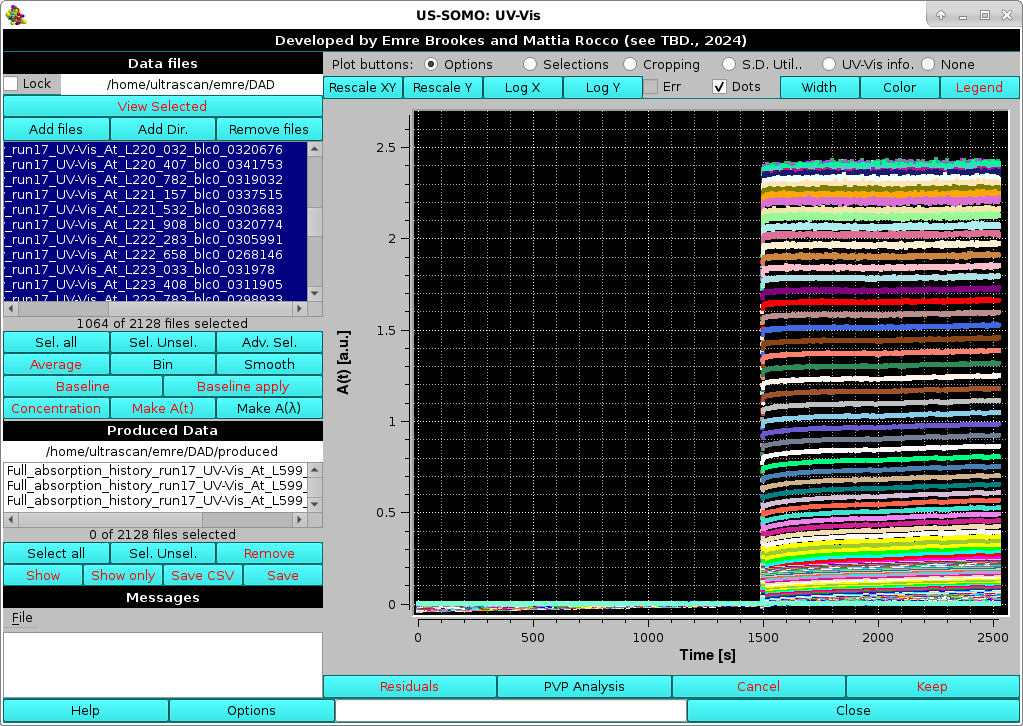 US-SOMO: UV-Vis
Developed by Emre Brookes and Mattia Rocco (see TBD., 2024)
Data files
Lock /home/ultrascan/emre/DAD
View Selected
Add files Add Dir. Remove files
_run17_UV-Vis_At_L220_032_blc0_0320676
_run17_UV-Vis_At_L220_407_blc0_0341753
_run17_UV-Vis_At_L220_782_blc0_0319032
_run17_UV-Vis_At_L221_157_blc0_0337515
_run17_UV-Vis_At_L221_532_blc0_0303683
_run17_UV-Vis_At_L221_908_blc0_0320774
_run17_UV-Vis_At_L222_283_blc0_0305991
_run17_UV-Vis_At_L222_658_blc0_0268146
_run17_UV-Vis_At_L223_033_blc0_031978
_run17_UV-Vis_At_L223_408_blc0_0311905
_run17_UV-Vis_At_L223_783_blc0_0298933
1064 of 2128 files selected
Sel. all Sel. Unsel. Adv. Sel.
Average Bin Smooth
Baseline Baseline apply
Concentration Make A(t) Make A(λ)
Produced Data
/home/ultrascan/emre/DAD/produced
Full_absorption_history_run17_UV-Vis_At_L599_
Full_absorption_history_run17_UV-Vis_At_L599_
Full_absorption_history_run17_UV-Vis_At_L599_
0 of 2128 files selected
Select all Sel. Unsel. Remove
Show Show only Save CSV Save
Messages
File
Help Options
Plot buttons: Options Selections Cropping S.D. Util.. UV-Vis info. None
Rescale XY Rescale Y Log X Log Y Err Dots Width Color Legend
2.5
2
1.5
1
0.5
0
A(t) [a.u.]
0 500 1000 1500 2000 2500
Time [s]
Residuals PVP Analysis Cancel Keep
Close